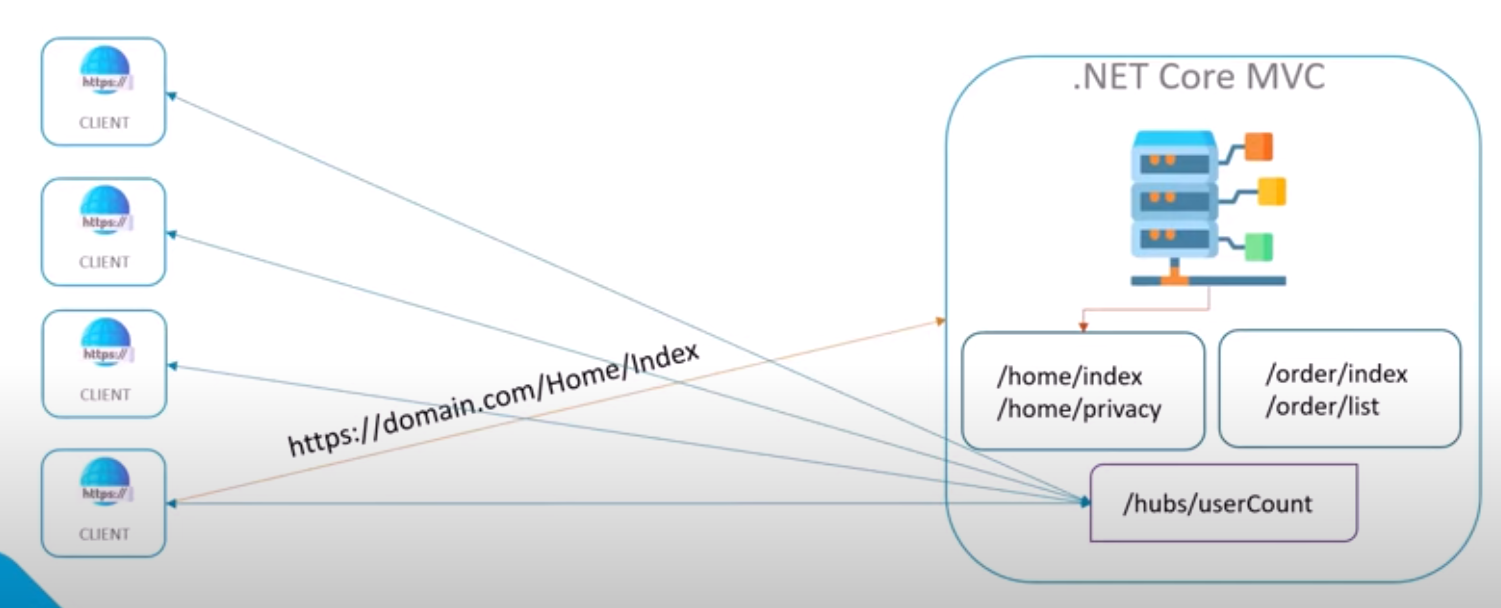 https://
CLIENT
https://
CLIENT
https://
CLIENT
https://
CLIENT
https://domain.com/Home/Index
.NET Core MVC
/home/index
/home/privacy
/order/index
/order/list
/hubs/userCount